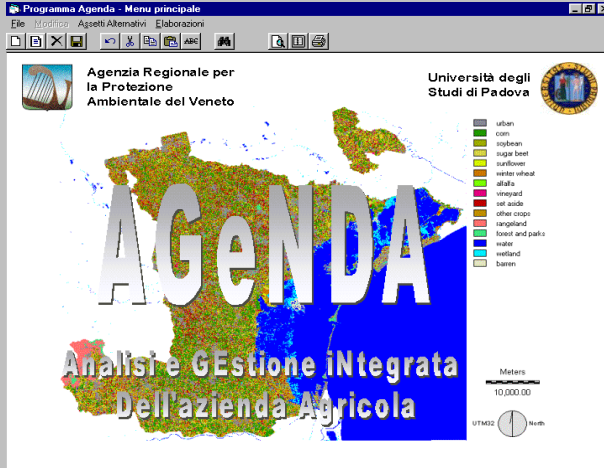 Programma Agenda - Menu principale
File Modifica Assetti Alternativi Elaborazioni
ABC
Agenzia Regionale per
la Protezione
Ambientale del Veneto
Università degli
Studi di Padova
urban
corn
soybean
sugar beet
sunflower
winter wheat
alfalfa
vineyard
set aside
other crops
rangeland
forest and parks
water
wetland
barren
AGeNDA
Analisi e GEstione iNtegrata
Dell'azienda Agricola
Meters
10,000.00
UTM32 North